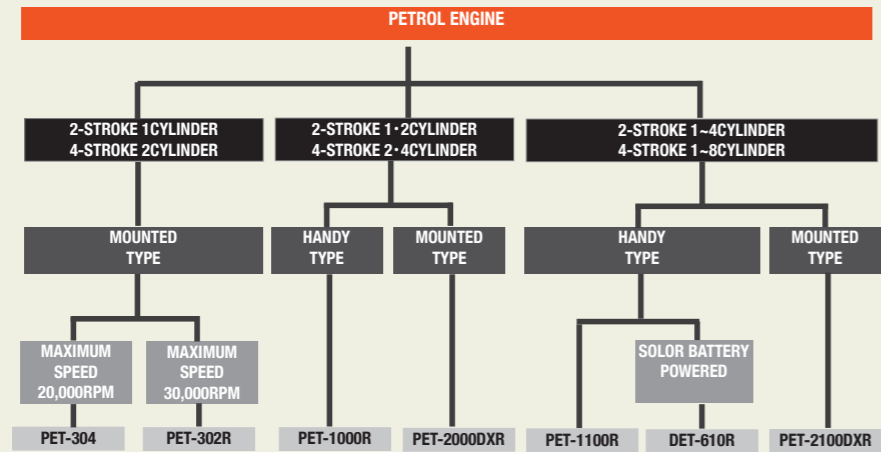 PETROL ENGINE
2-STROKE 1CYLINDER
4-STROKE 2CYLINDER
2-STROKE 1・2CYLINDER
4-STROKE 2・4CYLINDER
2-STROKE 1~4CYLINDER
4-STROKE 1~8CYLINDER
MOUNTED
TYPE
HANDY
TYPE
MOUNTED
TYPE
HANDY
TYPE
MOUNTED
TYPE
MAXIMUM
SPEED
20,000RPM
MAXIMUM
SPEED
30,000RPM
SOLOR BATTERY
POWERED
PET-304
PET-302R
PET-1000R
PET-2000DXR
PET-1100R
DET-610R
PET-2100DXR